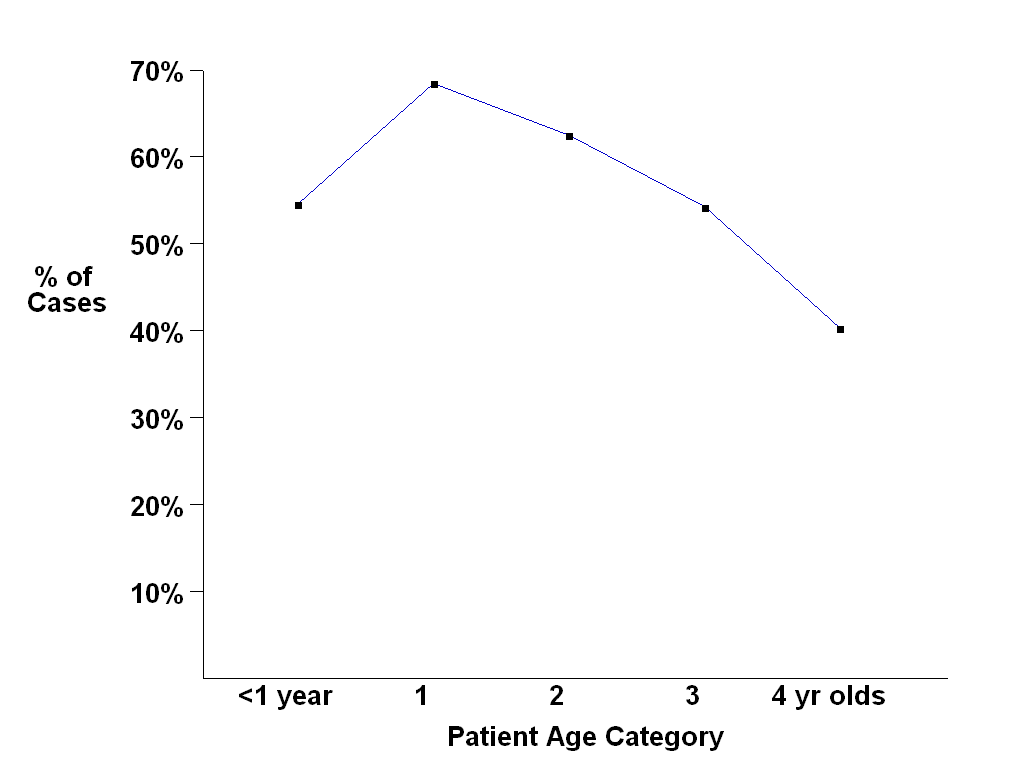 70%
60%
50%
% of
Cases
40%
30%
20%
10%
<1 year 1 2 3 4 yr olds
Patient Age Category